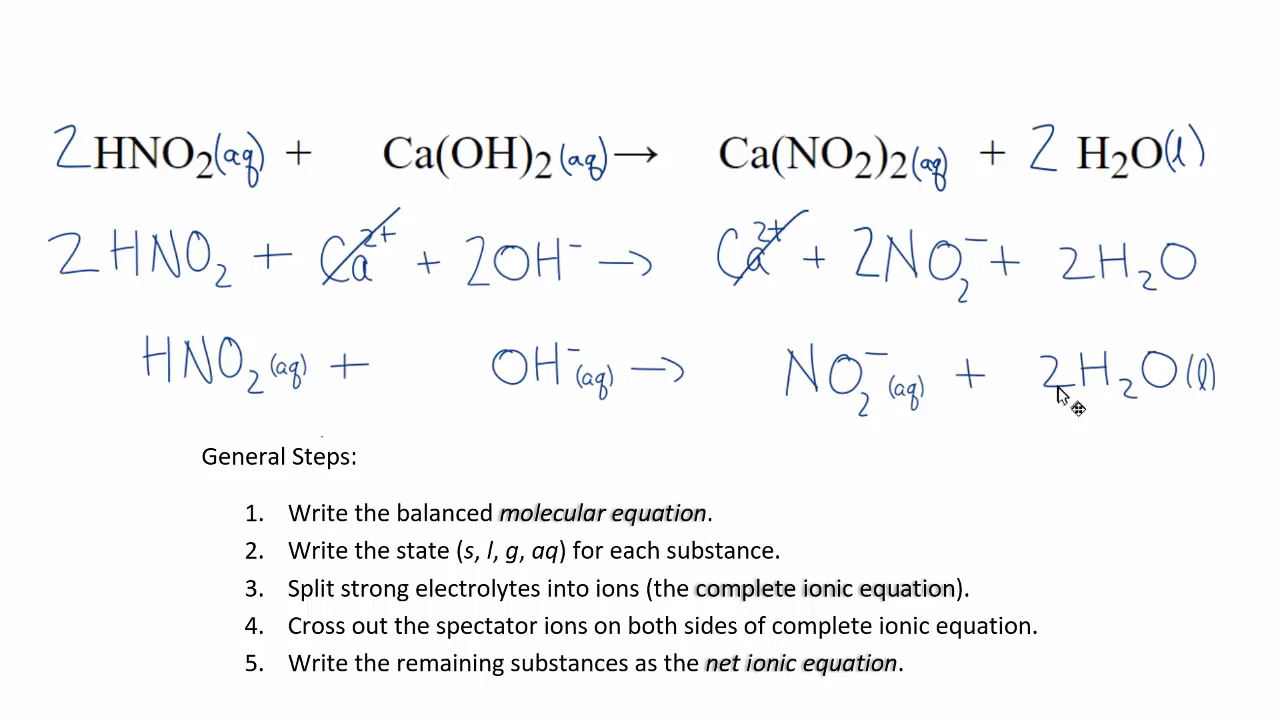 2 HNO₂(aq) + Ca(OH)₂(aq) → Ca(NO₂)₂(aq) + 2 H₂O(l)
2HNO₂ + Ca²⁺ + 2OH⁻ → Ca²⁺ + 2NO₂⁻ + 2H₂O
HNO₂(aq) + OH⁻(aq) → NO₂⁻(aq) + 2H₂O(l)
General Steps:
1. Write the balanced molecular equation.
2. Write the state (s, l, g, aq) for each substance.
3. Split strong electrolytes into ions (the complete ionic equation).
4. Cross out the spectator ions on both sides of complete ionic equation.
5. Write the remaining substances as the net ionic equation.